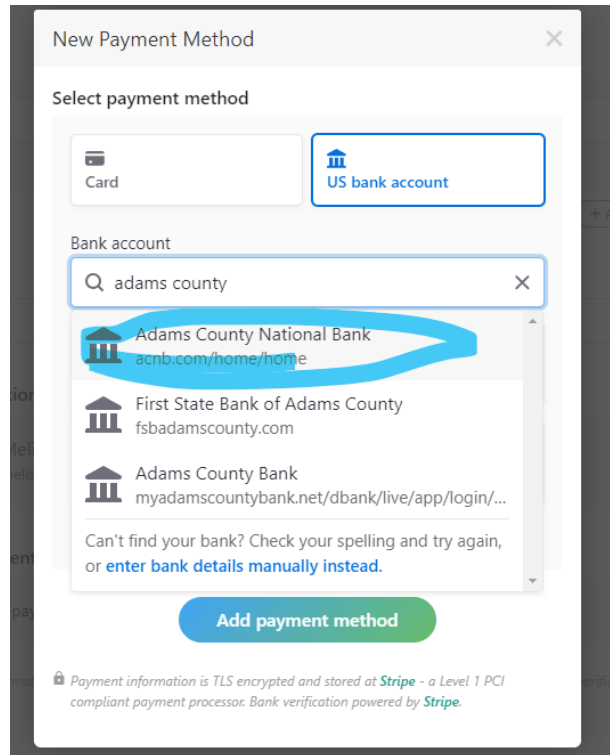 New Payment Method
Select payment method
Card
US bank account
+ A
Bank account
adams county
Adams County National Bank
acnb.com/home/home
First State Bank of Adams County
fsbadamscounty.com
Adams County Bank
myadamscountybank.net/dbank/live/app/login/...
Can't find your bank? Check your spelling and try again,
or enter bank details manually instead.
Add payment method
Payment information is TLS encrypted and stored at Stripe - a Level 1 PCI
compliant payment processor. Bank verification powered by Stripe.